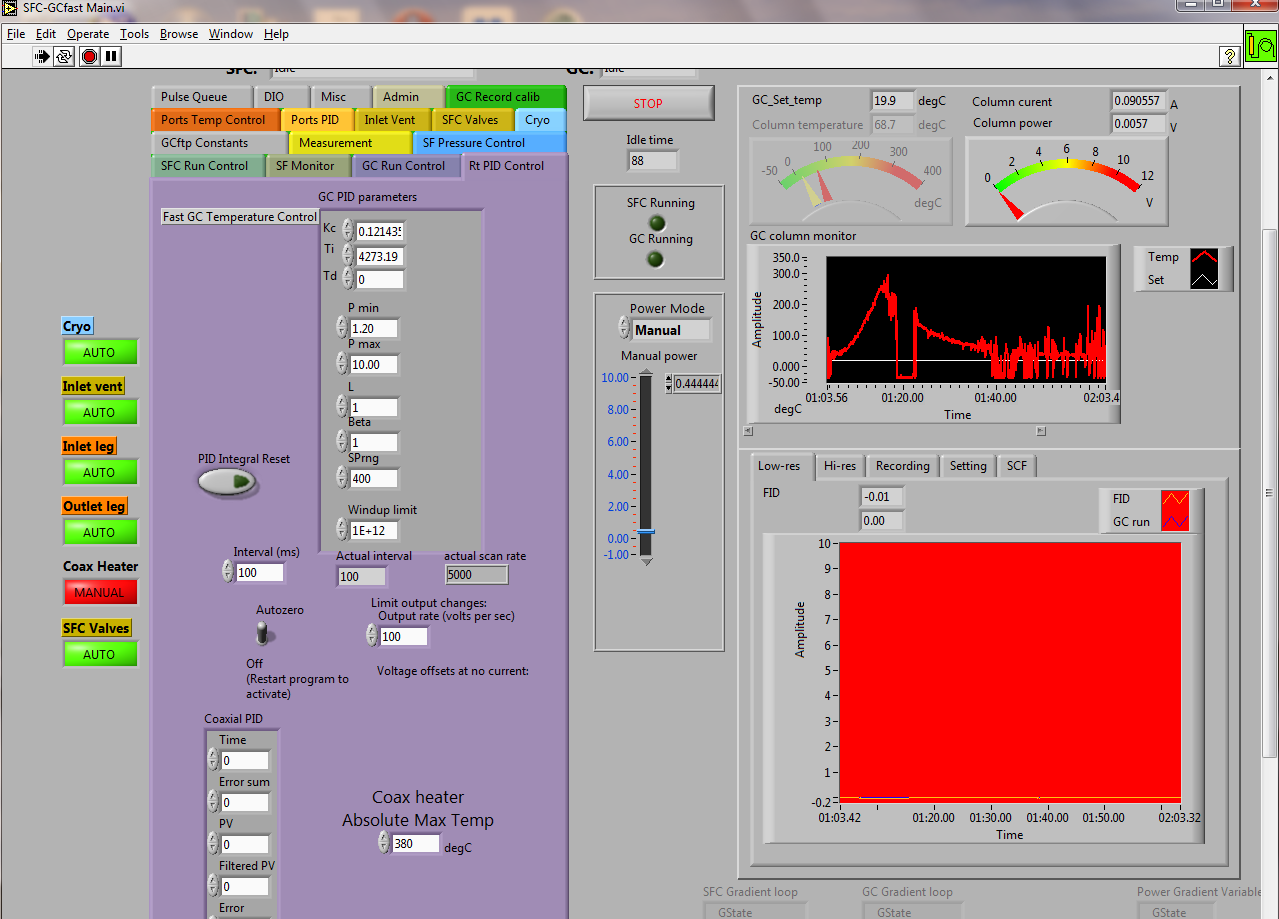 SFC-GCfast Main.vi
File Edit Operate Tools Browse Window Help
SFC: Idle GC: Idle
Pulse Queue DIO Misc Admin GC Record calib
Ports Temp Control Ports PID Inlet Vent SFC Valves Cryo
GCftp Constants Measurement SF Pressure Control
SFC Run Control SF Monitor GC Run Control Rt PID Control
GC PID parameters
Fast GC Temperature Control
Kc 0.121435
Ti 4273.19
Td 0
P min
1.20
P max
10.00
L
1
Beta
1
SPrng
400
Windup limit
1E+12
PID Integral Reset
Interval (ms)
100
Actual interval
100
actual scan rate
5000
Autozero
Off
(Restart program to
activate)
Limit output changes:
Output rate (volts per sec)
100
Voltage offsets at no current:
Coaxial PID
Time
0
Error sum
0
PV
0
Filtered PV
0
Error
Coax heater
Absolute Max Temp
380 degC
Cryo
AUTO
Inlet vent
AUTO
Inlet leg
AUTO
Outlet leg
AUTO
Coax Heater
MANUAL
SFC Valves
AUTO
STOP
Idle time
88
SFC Running
GC Running
Power Mode
Manual
Manual power
0.444444
10.00
8.00
6.00
4.00
2.00
0.00
-1.00
GC_Set_temp 19.9 degC
Column temperature 68.7 degC
Column curent 0.090557 A
Column power 0.0057 V
-50 0 100 200 300 400
degC
0 2 4 6 8 10 12
V
GC column monitor
Temp
Set
350.0
300.0
200.0
100.0
0.000
-50.00
Amplitude
degC
01:03.56 01:20.00 01:40.00 02:03.4
Time
Low-res Hi-res Recording Setting SCF
FID -0.01
0.00
FID
GC run
10
9
8
7
6
5
4
3
2
1
-0.2
Amplitude
01:03.42 01:20.00 01:30.00 01:40.00 01:50.00 02:03.32
Time
SFC Gradient loop GC Gradient loop Power Gradient Variable
GState GState GState